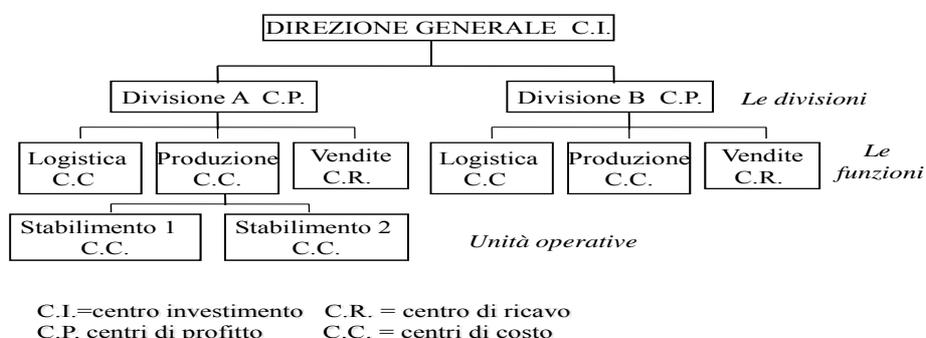 DIREZIONE GENERALE C.I.
Divisione A C.P.
Divisione B C.P.
Le divisioni
Logistica
C.C
Produzione
C.C.
Vendite
C.R.
Logistica
C.C
Produzione
C.C.
Vendite
C.R.
Le
funzioni
Stabilimento 1
C.C.
Stabilimento 2
C.C.
Unità operative
C.I.=centro investimento C.R. = centro di ricavo
C.P. centri di profitto C.C. = centri di costo